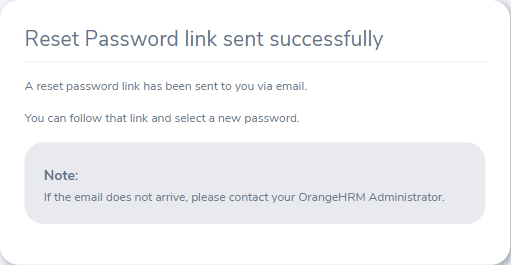 Reset Password link sent successfully
A reset password link has been sent to you via email.
You can follow that link and select a new password.
Note:
If the email does not arrive, please contact your OrangeHRM Administrator.